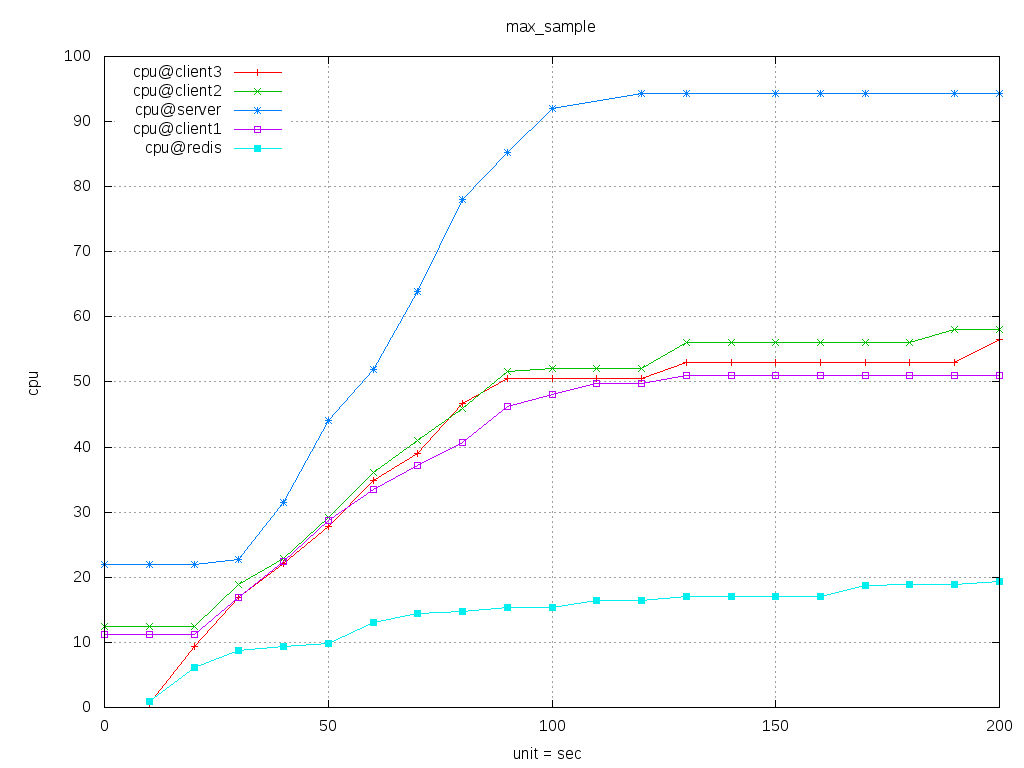 max_sample
100
90
80
70
60
50
40
30
20
10
0
cpu@client3
cpu@client2
cpu@server
cpu@client1
cpu@redis
cpu
0 50 100 150 200
unit = sec